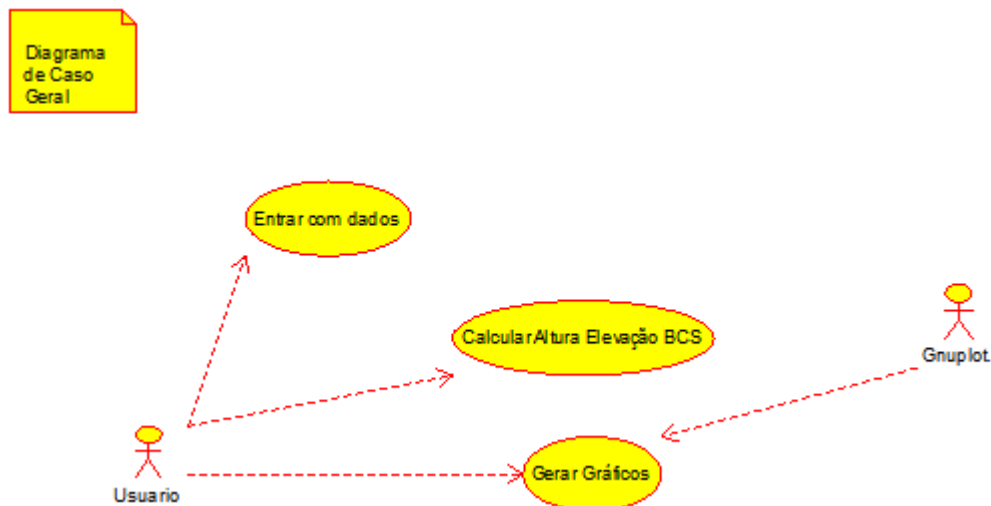 Diagrama
de Caso
Geral
Entrar com dados
Calcular Altura Elevação BCS
Gnuplot.
Gerar Gráficos
Usuario